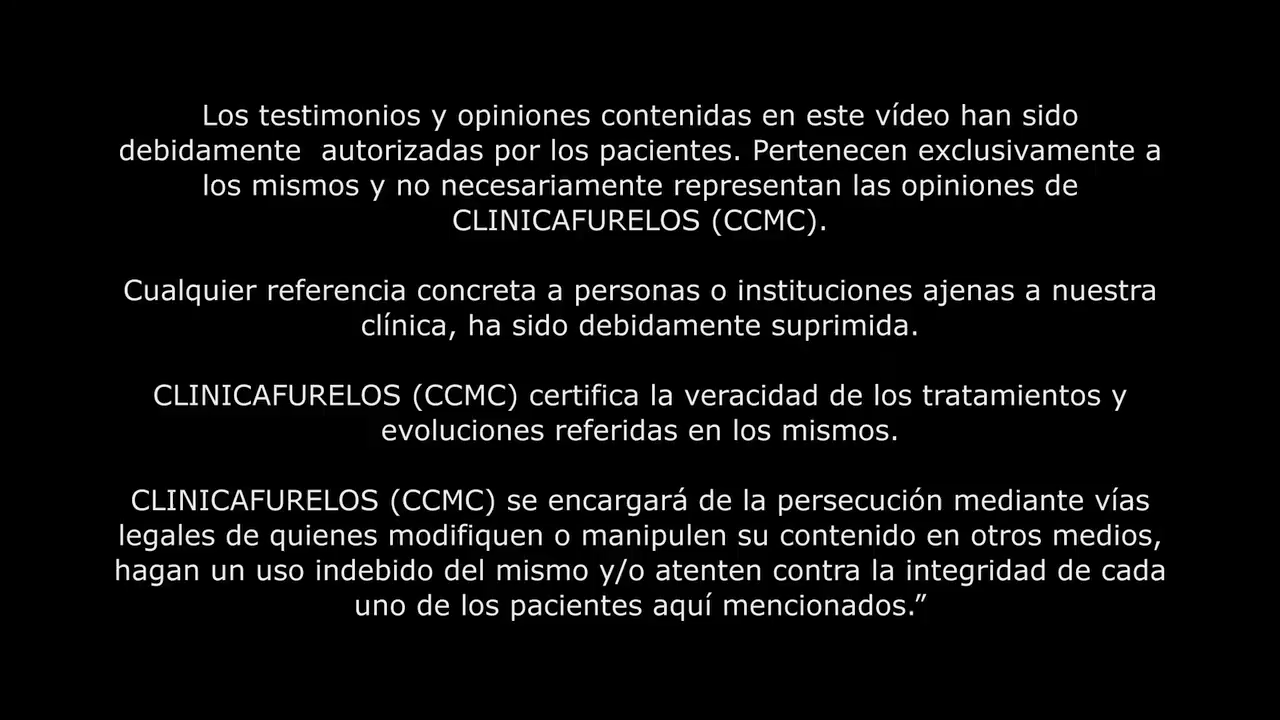 Los testimonios y opiniones contenidas en este vídeo han sido
debidamente  autorizadas por los pacientes. Pertenecen exclusivamente a
los mismos y no necesariamente representan las opiniones de
CLINICAFURELOS (CCMC).
Cualquier referencia concreta a personas o instituciones ajenas a nuestra
clínica, ha sido debidamente suprimida.
CLINICAFURELOS (CCMC) certifica la veracidad de los tratamientos y
evoluciones referidas en los mismos.
CLINICAFURELOS (CCMC) se encargará de la persecución mediante vías
legales de quienes modifiquen o manipulen su contenido en otros medios,
hagan un uso indebido del mismo y/o atenten contra la integridad de cada
uno de los pacientes aquí mencionados.”